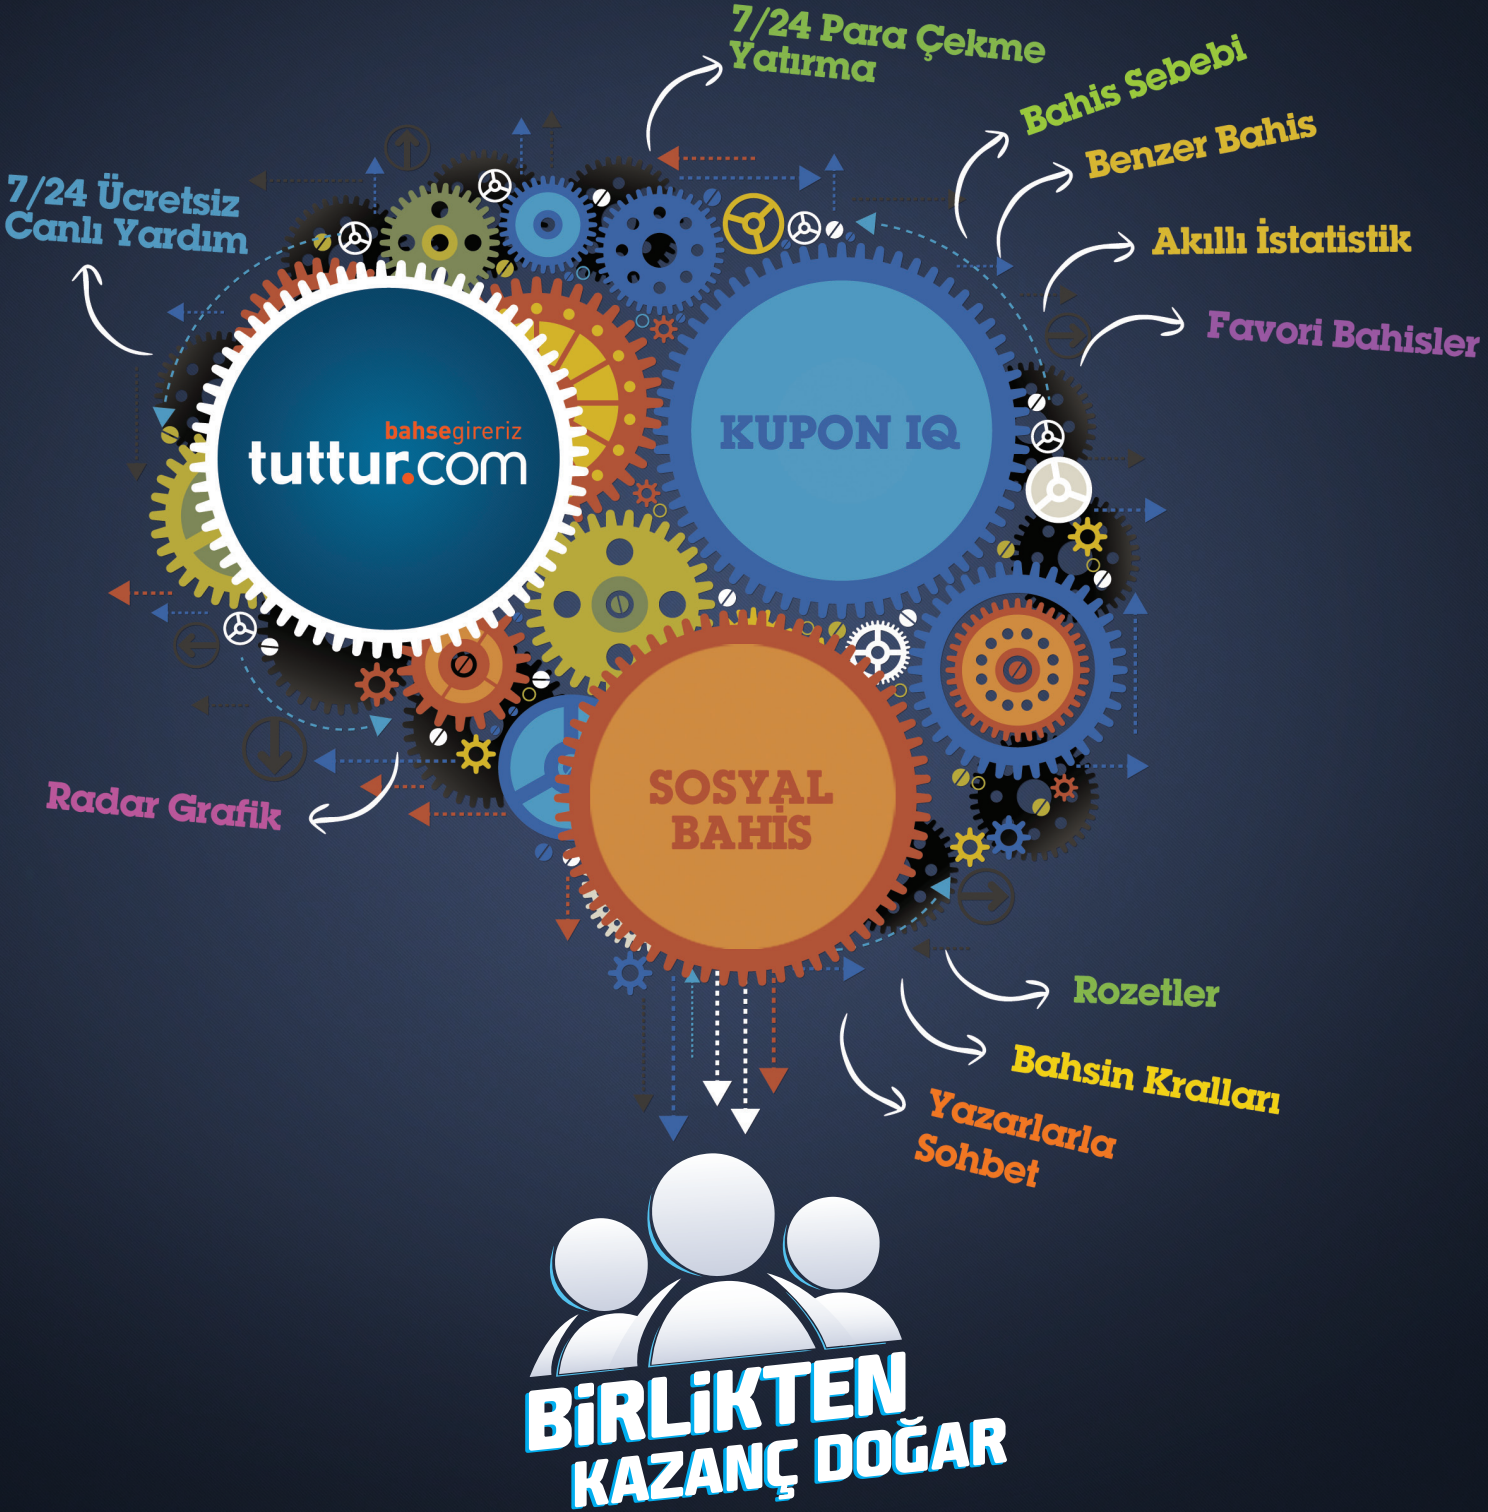 7/24 Para Çekme
Yatırma
Bahis Sebebi
Benzer Bahis
Akıllı İstatistik
Favori Bahisler
7/24 Ücretsiz
Canlı Yardım
bahsegireriz
tuttur.com
KUPON IQ
SOSYAL
BAHİS
Radar Grafik
Rozetler
Bahsin Kralları
Yazarlarla
Sohbet
BiRLiKTEN
KAZANÇ DOĞAR